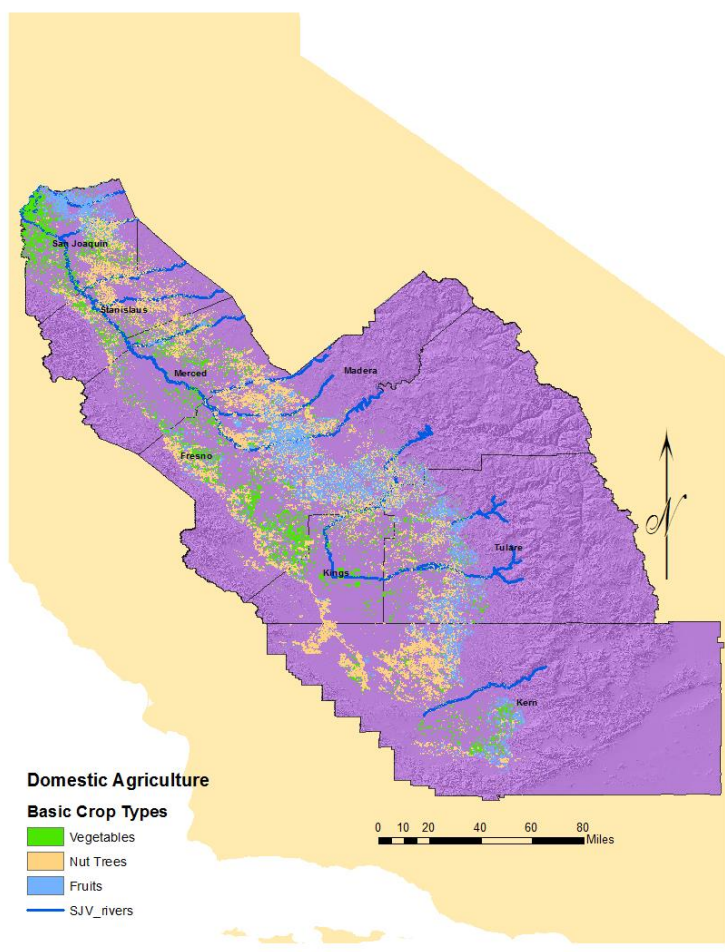 San Joaquin
Stanislaus
Merced
Madera
Fresno
N
Tulare
Kings
Kern
Domestic Agriculture
Basic Crop Types
Vegetables
Nut Trees
Fruits
SJV_rivers
0 10 20 40 60 80
Miles